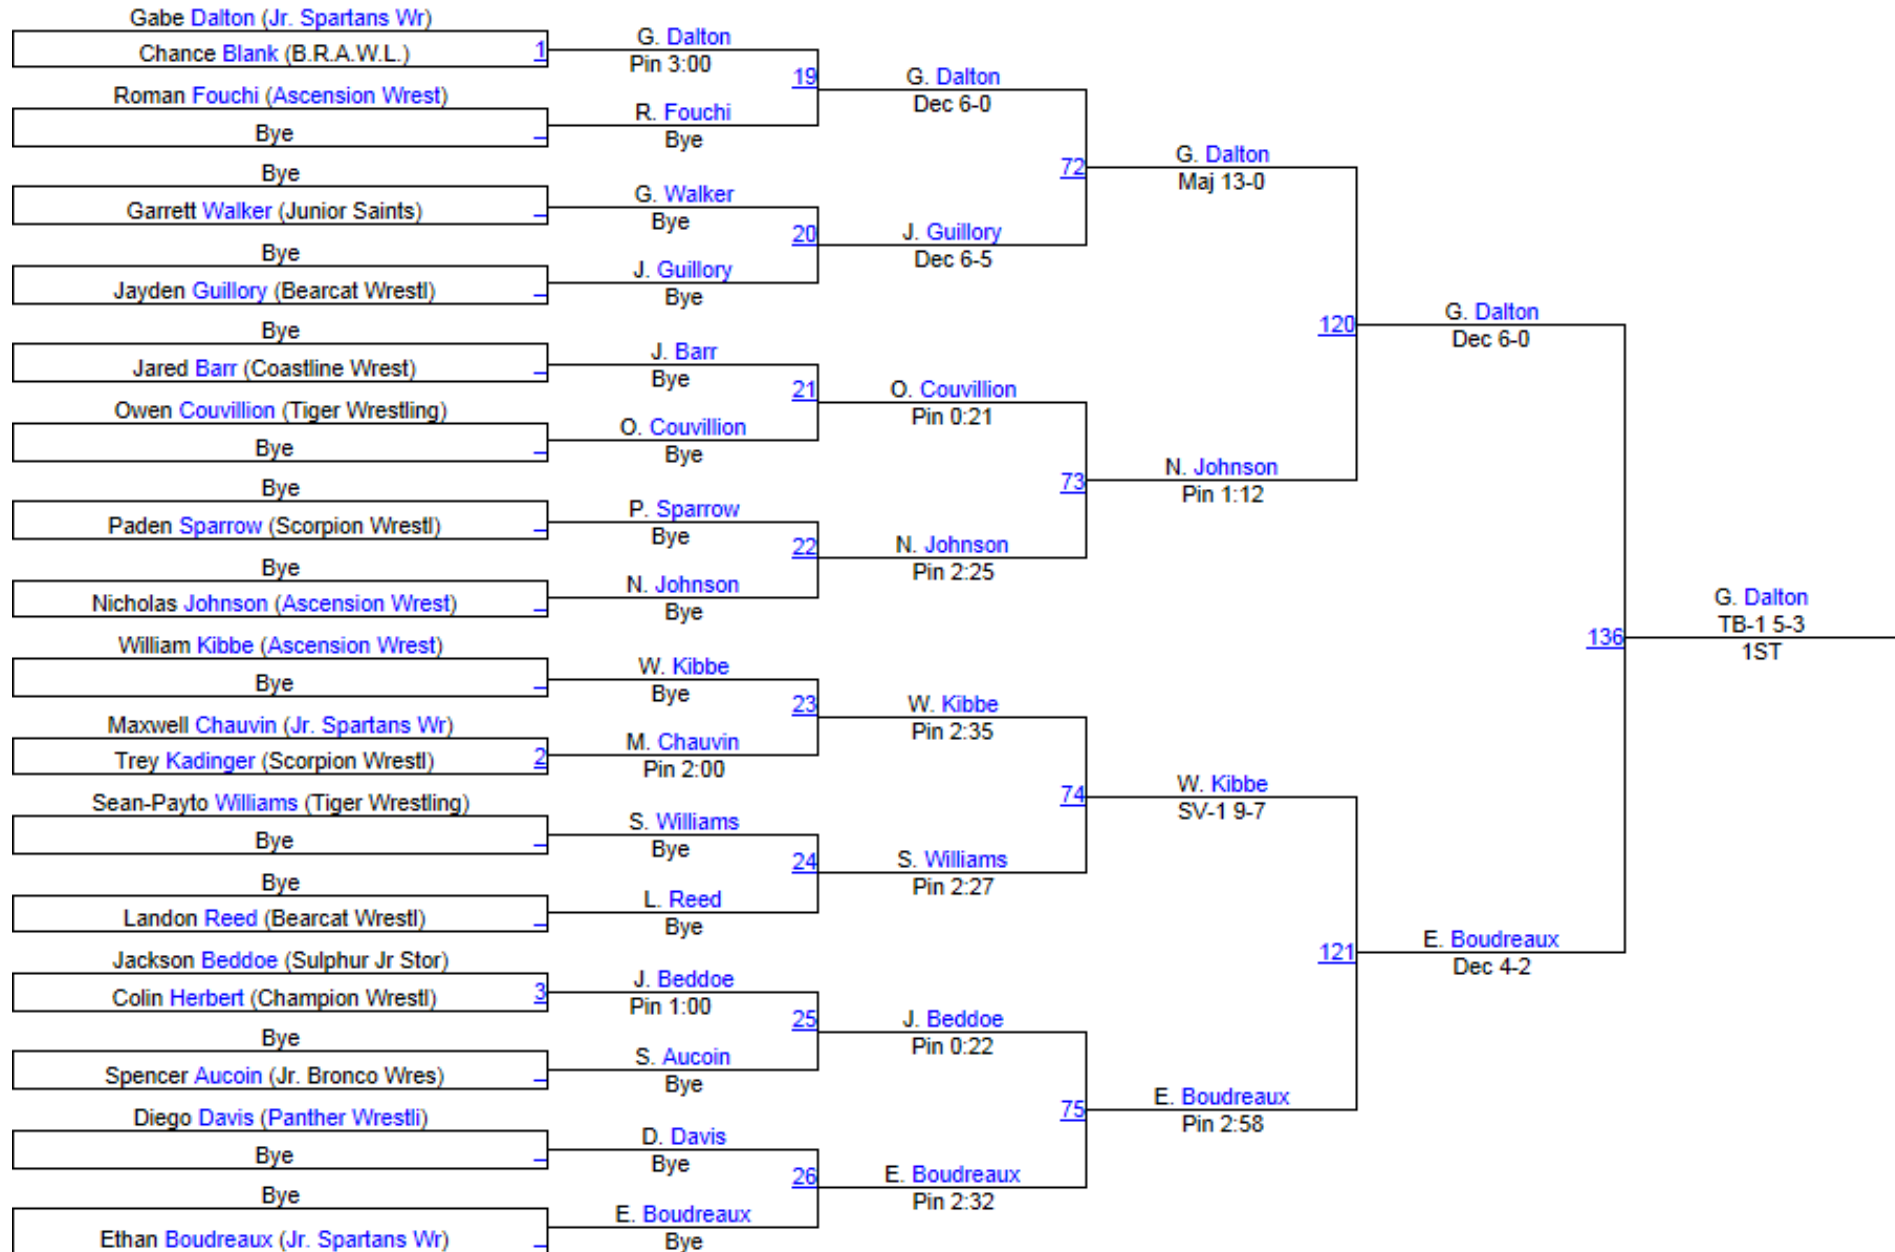 Gabe Dalton (Jr. Spartans Wr)
Chance Blank (B.R.A.W.L.)
1
Roman Fouchi (Ascension Wrest)
Bye
Bye
Garrett Walker (Junior Saints)
Bye
Jayden Guillory (Bearcat Wrestl)
Bye
Jared Barr (Coastline Wrest)
Owen Couvillion (Tiger Wrestling)
Bye
Bye
Paden Sparrow (Scorpion Wrestl)
Bye
Nicholas Johnson (Ascension Wrest)
William Kibbe (Ascension Wrest)
Bye
Maxwell Chauvin (Jr. Spartans Wr)
Trey Kadinger (Scorpion Wrestl)
2
Sean-Payto Williams (Tiger Wrestling)
Bye
Bye
Landon Reed (Bearcat Wrestl)
Jackson Beddoe (Sulphur Jr Stor)
Colin Herbert (Champion Wrestl)
3
Bye
Spencer Aucoin (Jr. Bronco Wres)
Diego Davis (Panther Wrestli)
Bye
Bye
Ethan Boudreaux (Jr. Spartans Wr)
G. Dalton
Pin 3:00
19
R. Fouchi
Bye
G. Walker
Bye
20
J. Guillory
Bye
J. Barr
Bye
21
O. Couvillion
Bye
P. Sparrow
Bye
22
N. Johnson
Bye
W. Kibbe
Bye
23
M. Chauvin
Pin 2:00
S. Williams
Bye
24
L. Reed
Bye
J. Beddoe
Pin 1:00
25
S. Aucoin
Bye
D. Davis
Bye
26
E. Boudreaux
Bye
G. Dalton
Dec 6-0
72
J. Guillory
Dec 6-5
O. Couvillion
Pin 0:21
73
N. Johnson
Pin 2:25
W. Kibbe
Pin 2:35
74
S. Williams
Pin 2:27
J. Beddoe
Pin 0:22
75
E. Boudreaux
Pin 2:32
G. Dalton
Maj 13-0
120
N. Johnson
Pin 1:12
W. Kibbe
SV-1 9-7
121
E. Boudreaux
Pin 2:58
G. Dalton
Dec 6-0
136
E. Boudreaux
Dec 4-2
G. Dalton
TB-1 5-3
1ST